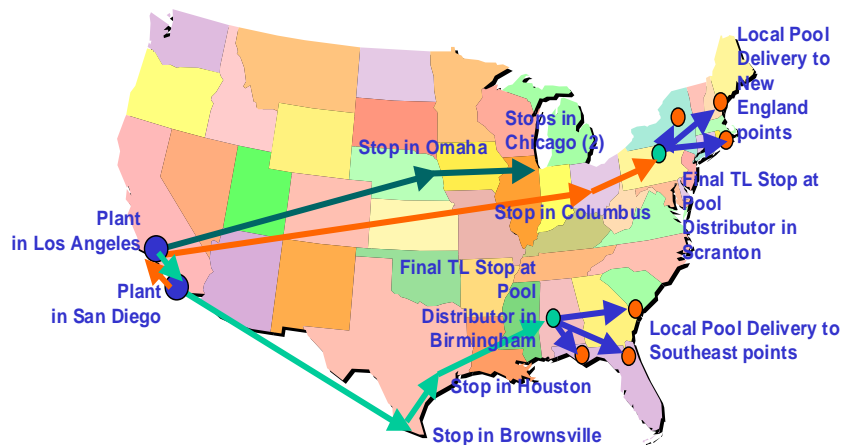 Local Pool
Delivery to
New
England
points
Stops in
Chicago (2)
Stop in Omaha
Final TL Stop at
Pool
Distributor in
Scranton
Stop in Columbus
Plant
in Los Angeles
Final TL Stop at
Pool
Distributor in
Birmingham
Plant
in San Diego
Local Pool Delivery to
Southeast points
Stop in Houston
Stop in Brownsville